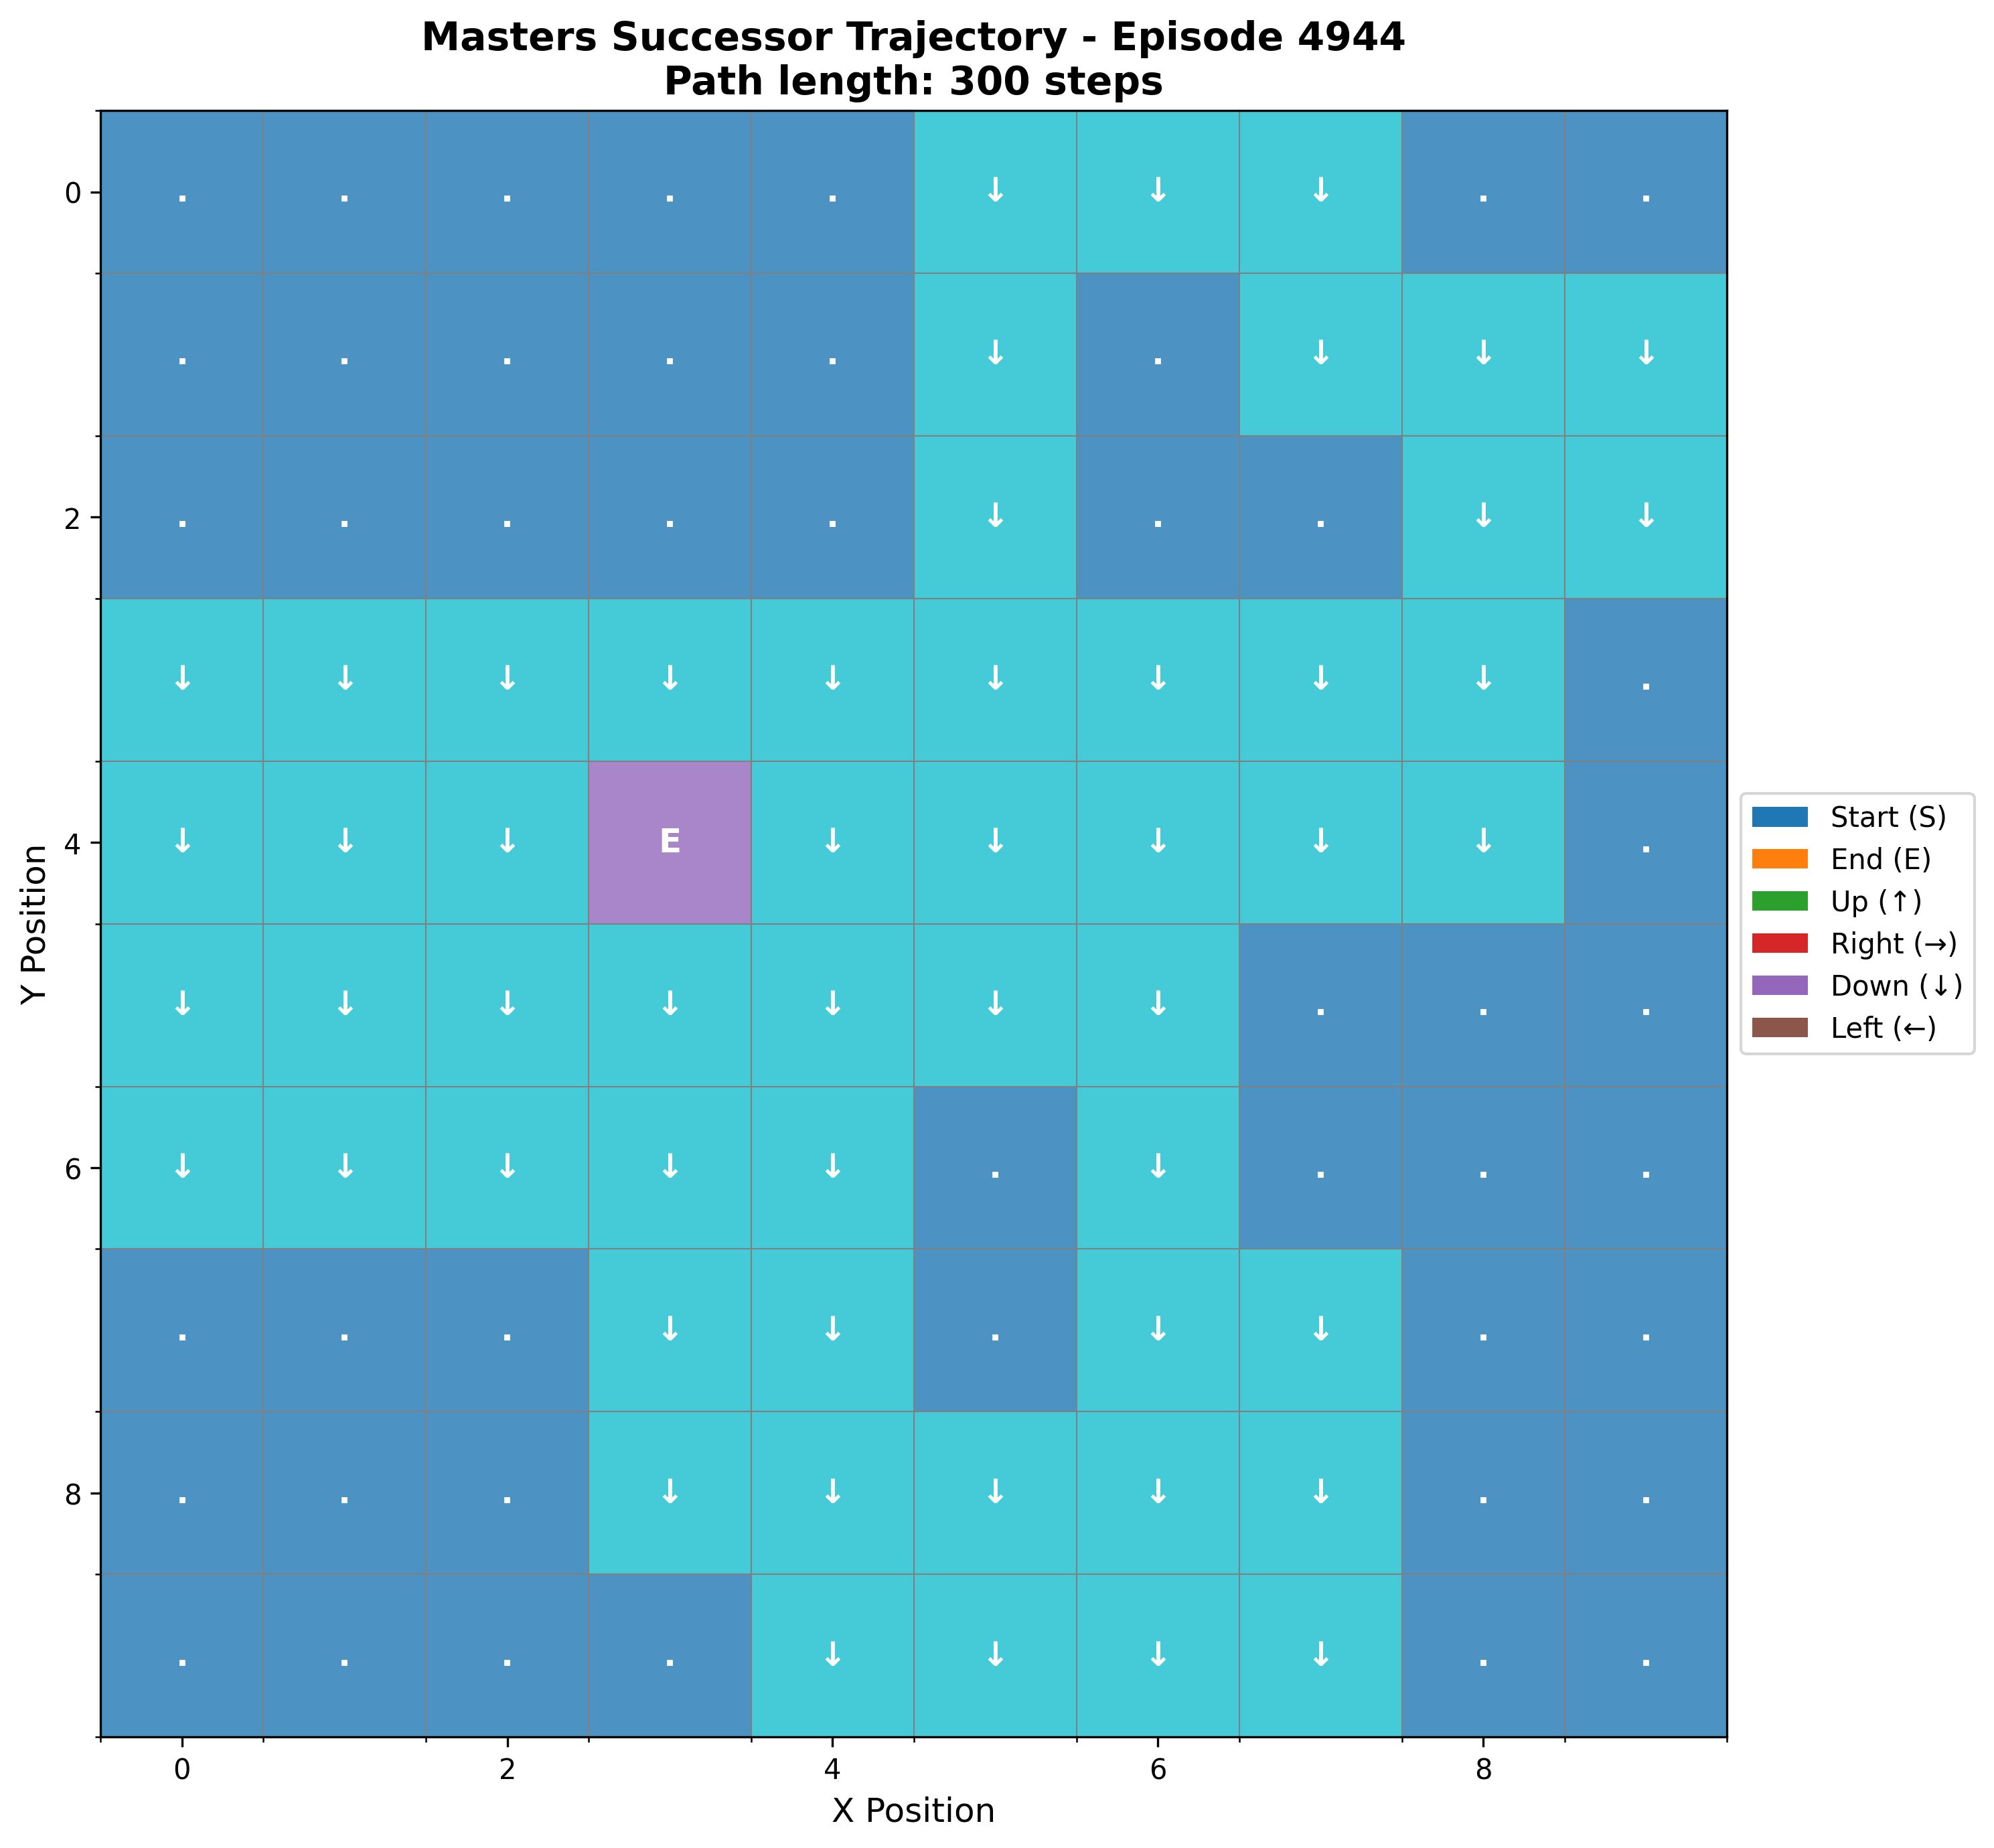 Masters Successor Trajectory - Episode 4944
Path length: 300 steps
0 . . . . . ↓ ↓ ↓ . .
. . . . . ↓ . ↓ ↓ ↓
2 . . . . . ↓ . . ↓ ↓
↓ ↓ ↓ ↓ ↓ ↓ ↓ ↓ ↓ .
4 ↓ ↓ ↓ E ↓ ↓ ↓ ↓ ↓ .
↓ ↓ ↓ ↓ ↓ ↓ ↓ . . .
6 ↓ ↓ ↓ ↓ ↓ . ↓ . . .
. . . ↓ ↓ . ↓ ↓ . .
8 . . . ↓ ↓ ↓ ↓ ↓ . .
. . . . ↓ ↓ ↓ ↓ . .
0 2 4 6 8
X Position
Y Position
Start (S)
End (E)
Up (↑)
Right (→)
Down (↓)
Left (←)